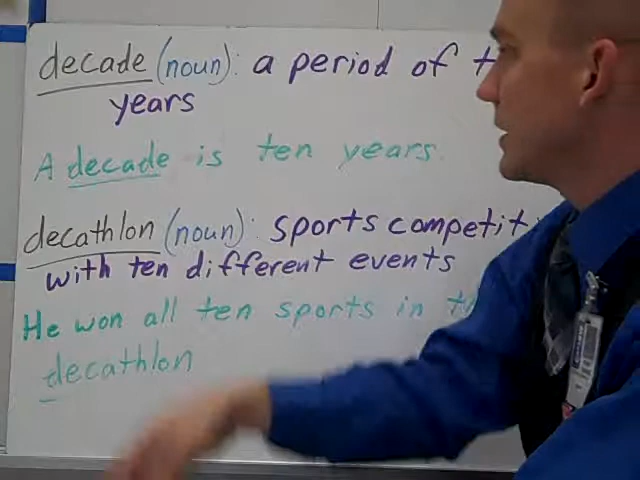 decade (noun): a period of t
years
A decade is ten years.
decathlon (noun): sports competit
with ten different events
He won all ten sports in t
decathlon